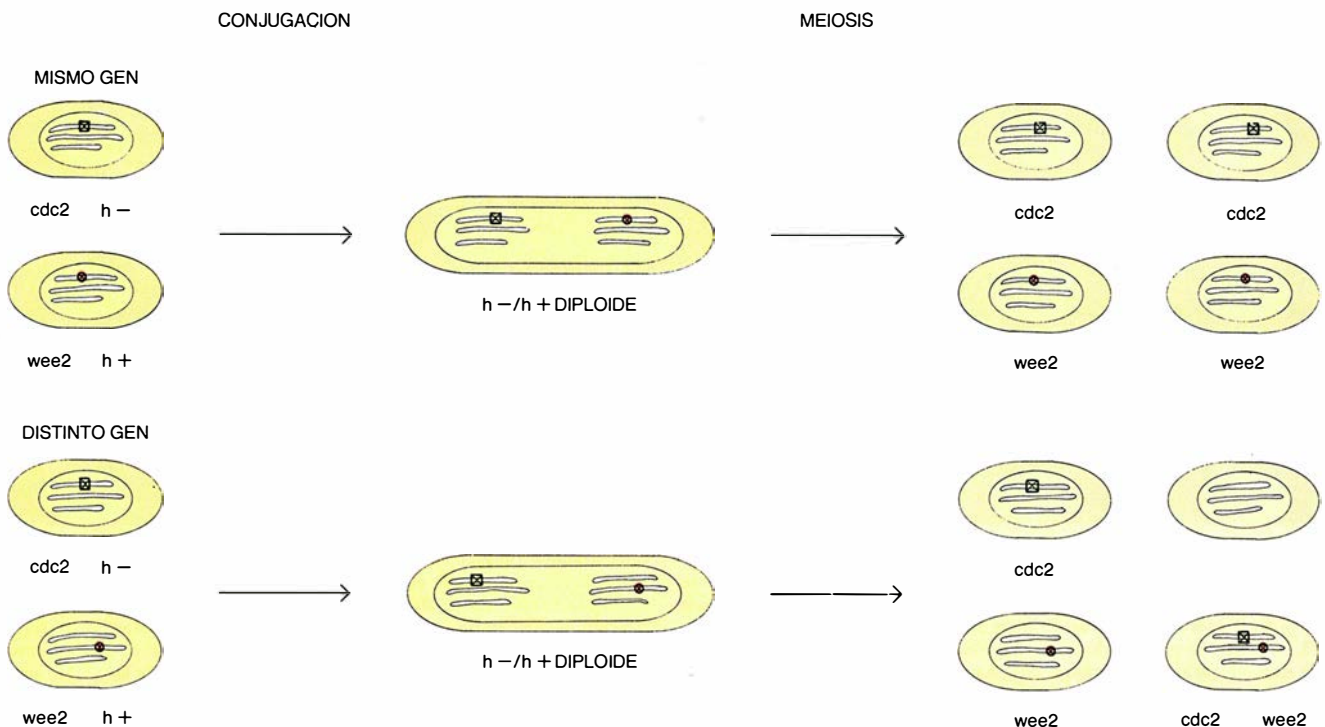 CONJUGACION
MEIOSIS
MISMO GEN
cdc2 h −
wee2 h +
h −/h + DIPLOIDE
cdc2
cdc2
wee2
wee2
DISTINTO GEN
cdc2 h −
wee2 h +
h −/h + DIPLOIDE
cdc2
wee2
cdc2 wee2